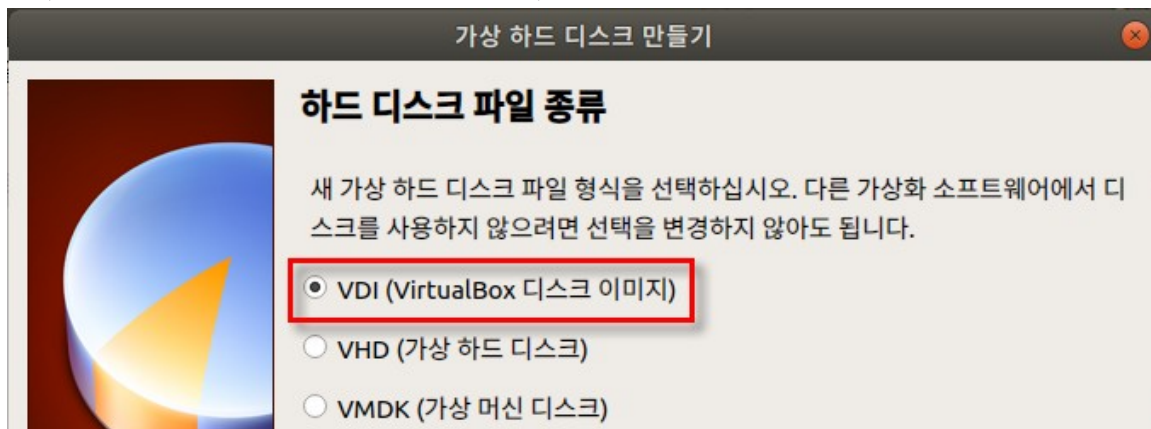 가상 하드 디스크 만들기
하드 디스크 파일 종류
새 가상 하드 디스크 파일 형식을 선택하십시오. 다른 가상화 소프트웨어에서 디
스크를 사용하지 않으려면 선택을 변경하지 않아도 됩니다.
VDI (VirtualBox 디스크 이미지)
VHD (가상 하드 디스크)
VMDK (가상 머신 디스크)